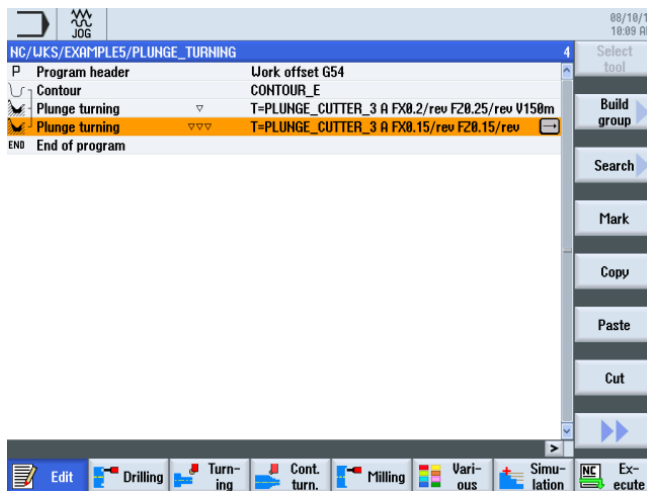 JOG
08/10/1
10:09 A
NC/WKS/EXAMPLE5/PLUNGE_TURNING 4
P Program header Work offset G54
Contour CONTOUR_E
Plunge turning ▽ T=PLUNGE_CUTTER_3 A FX0.2/rev FZ0.25/rev V150m
Plunge turning ▽▽▽ T=PLUNGE_CUTTER_3 A FX0.15/rev FZ0.15/rev
END End of program
Select
tool
Build
group
Search
Mark
Copy
Paste
Cut
Edit
Drilling
Turn-
ing
Cont.
turn.
Milling
Vari-
ous
Simu-
lation
NC Ex-
ecute